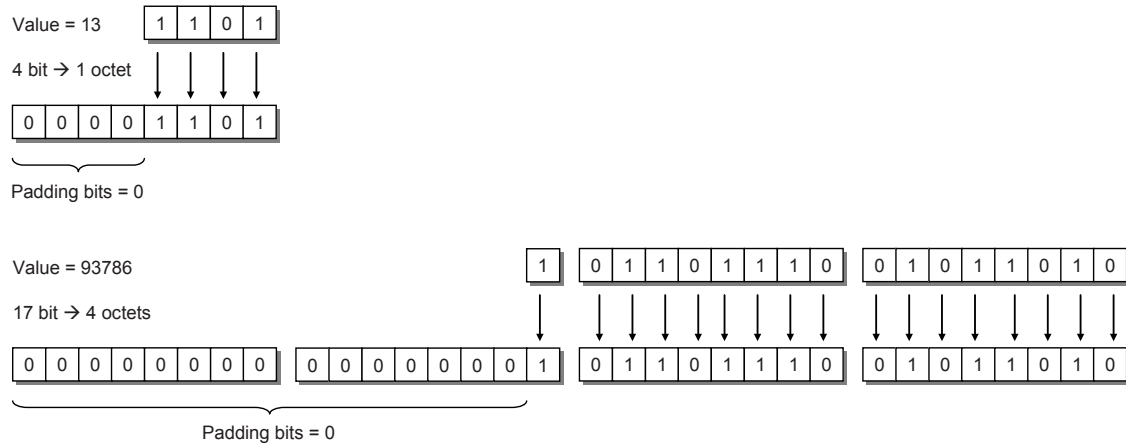 Value = 13 1 1 0 1
4 bit → 1 octet
0 0 0 0 1 1 0 1
Padding bits = 0
Value = 93786 1 0 1 1 0 1 1 1 0 0 1 0 1 1 0 1 0
17 bit → 4 octets
0 0 0 0 0 0 0 0 0 0 0 0 0 0 0 1 0 1 1 0 1 1 1 0 0 1 0 1 1 0 1 0
Padding bits = 0